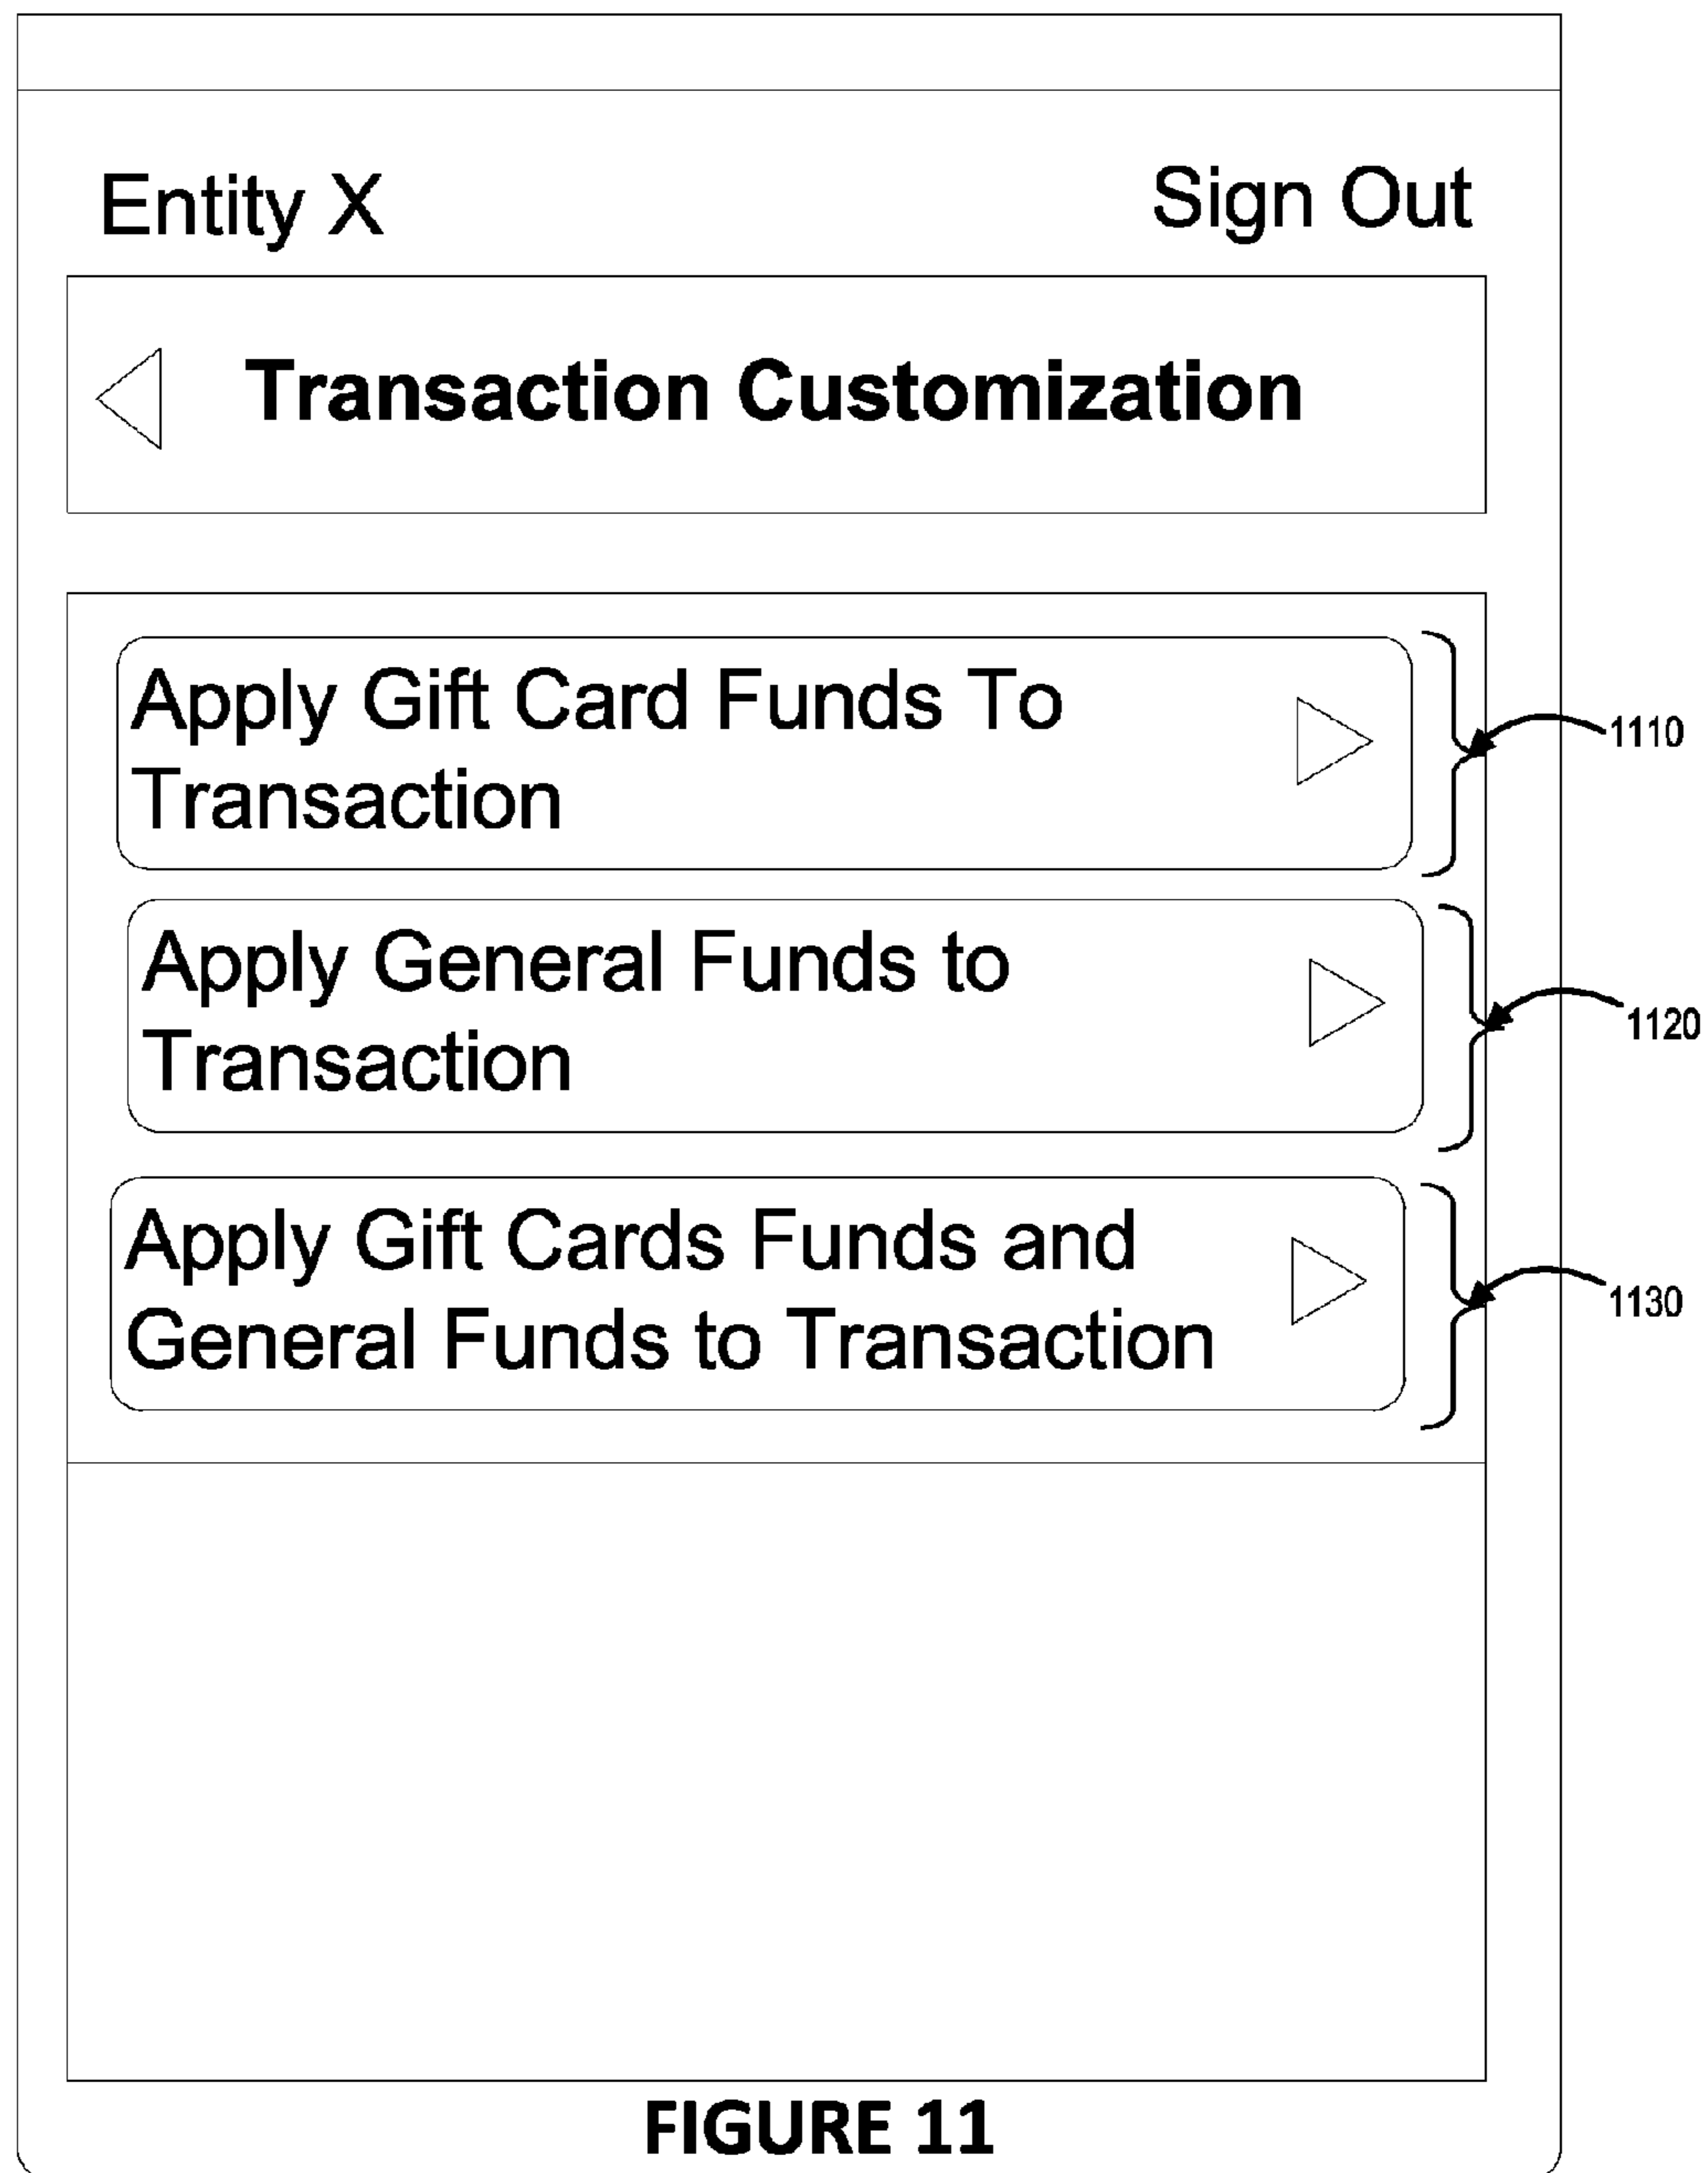 Entity X
Sign Out
Transaction Customization
Apply Gift Card Funds To
Transaction
1110
Apply General Funds to
Transaction
1120
Apply Gift Cards Funds and
General Funds to Transaction
1130
FIGURE 11